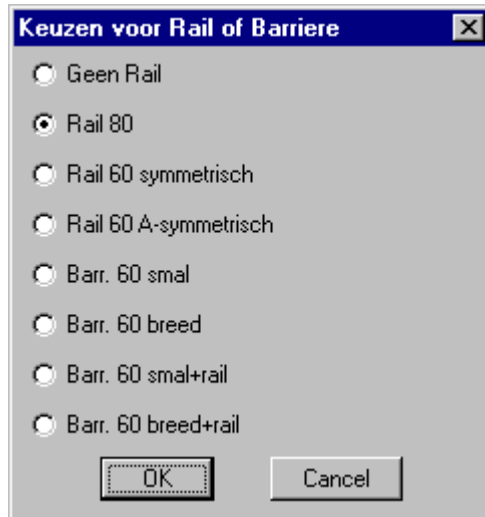 Keuzen voor Rail of Barriere
Geen Rail
Rail 80
Rail 60 symmetrisch
Rail 60 A-symmetrisch
Barr. 60 smal
Barr. 60 breed
Barr. 60 smal+rail
Barr. 60 breed+rail
OK Cancel